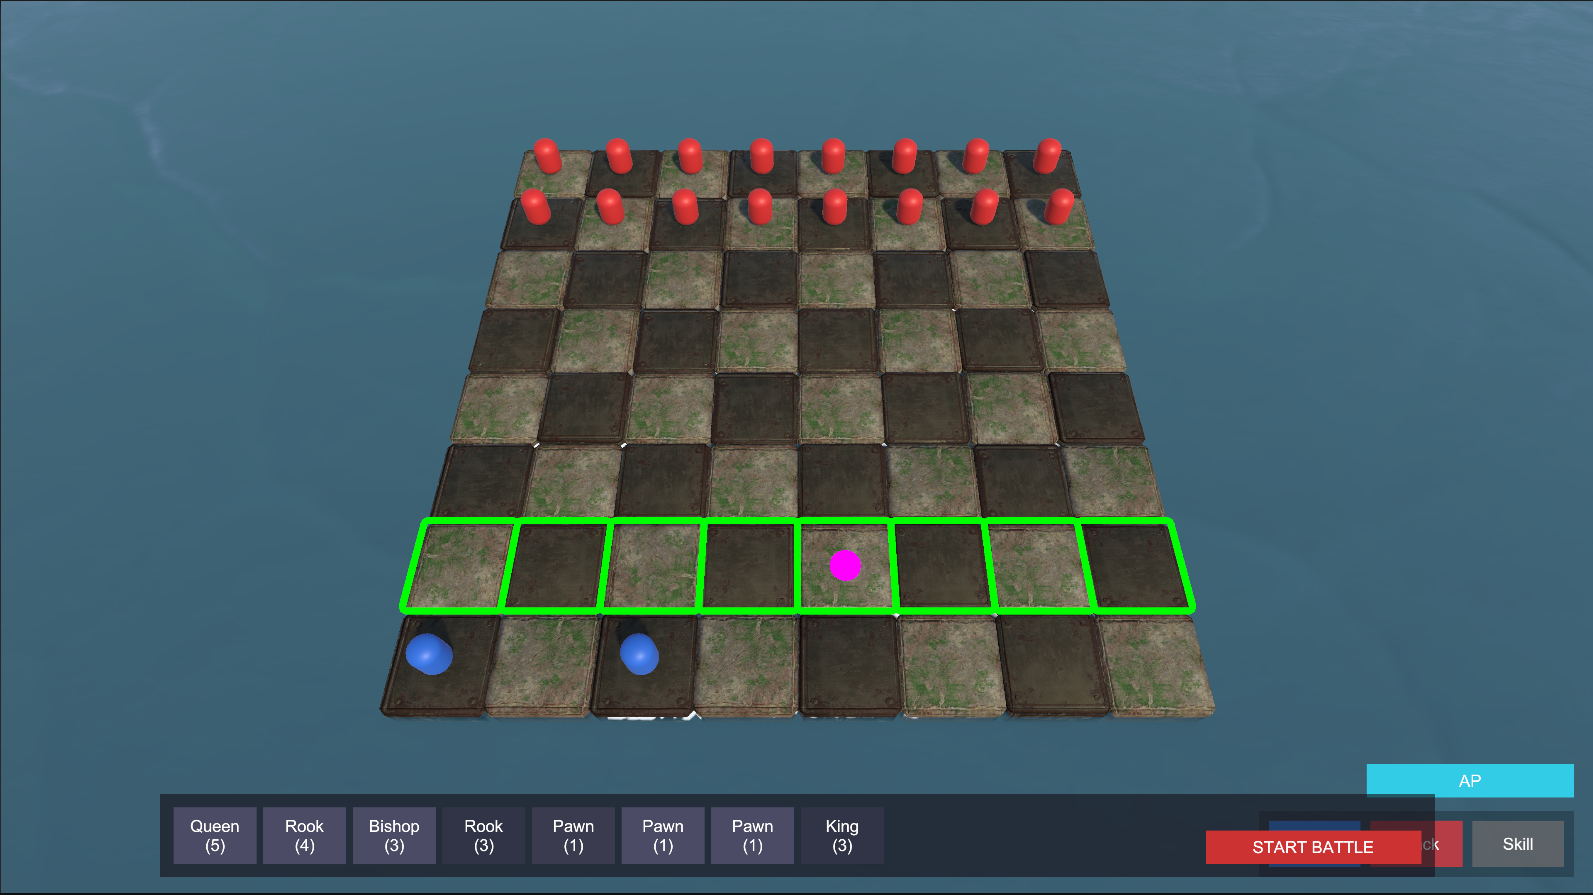 AP
Queen
(5)
Rook
(4)
Bishop
(3)
Rook
(3)
Pawn
(1)
Pawn
(1)
Pawn
(1)
King
(3)
START BATTLE
ck
Skill